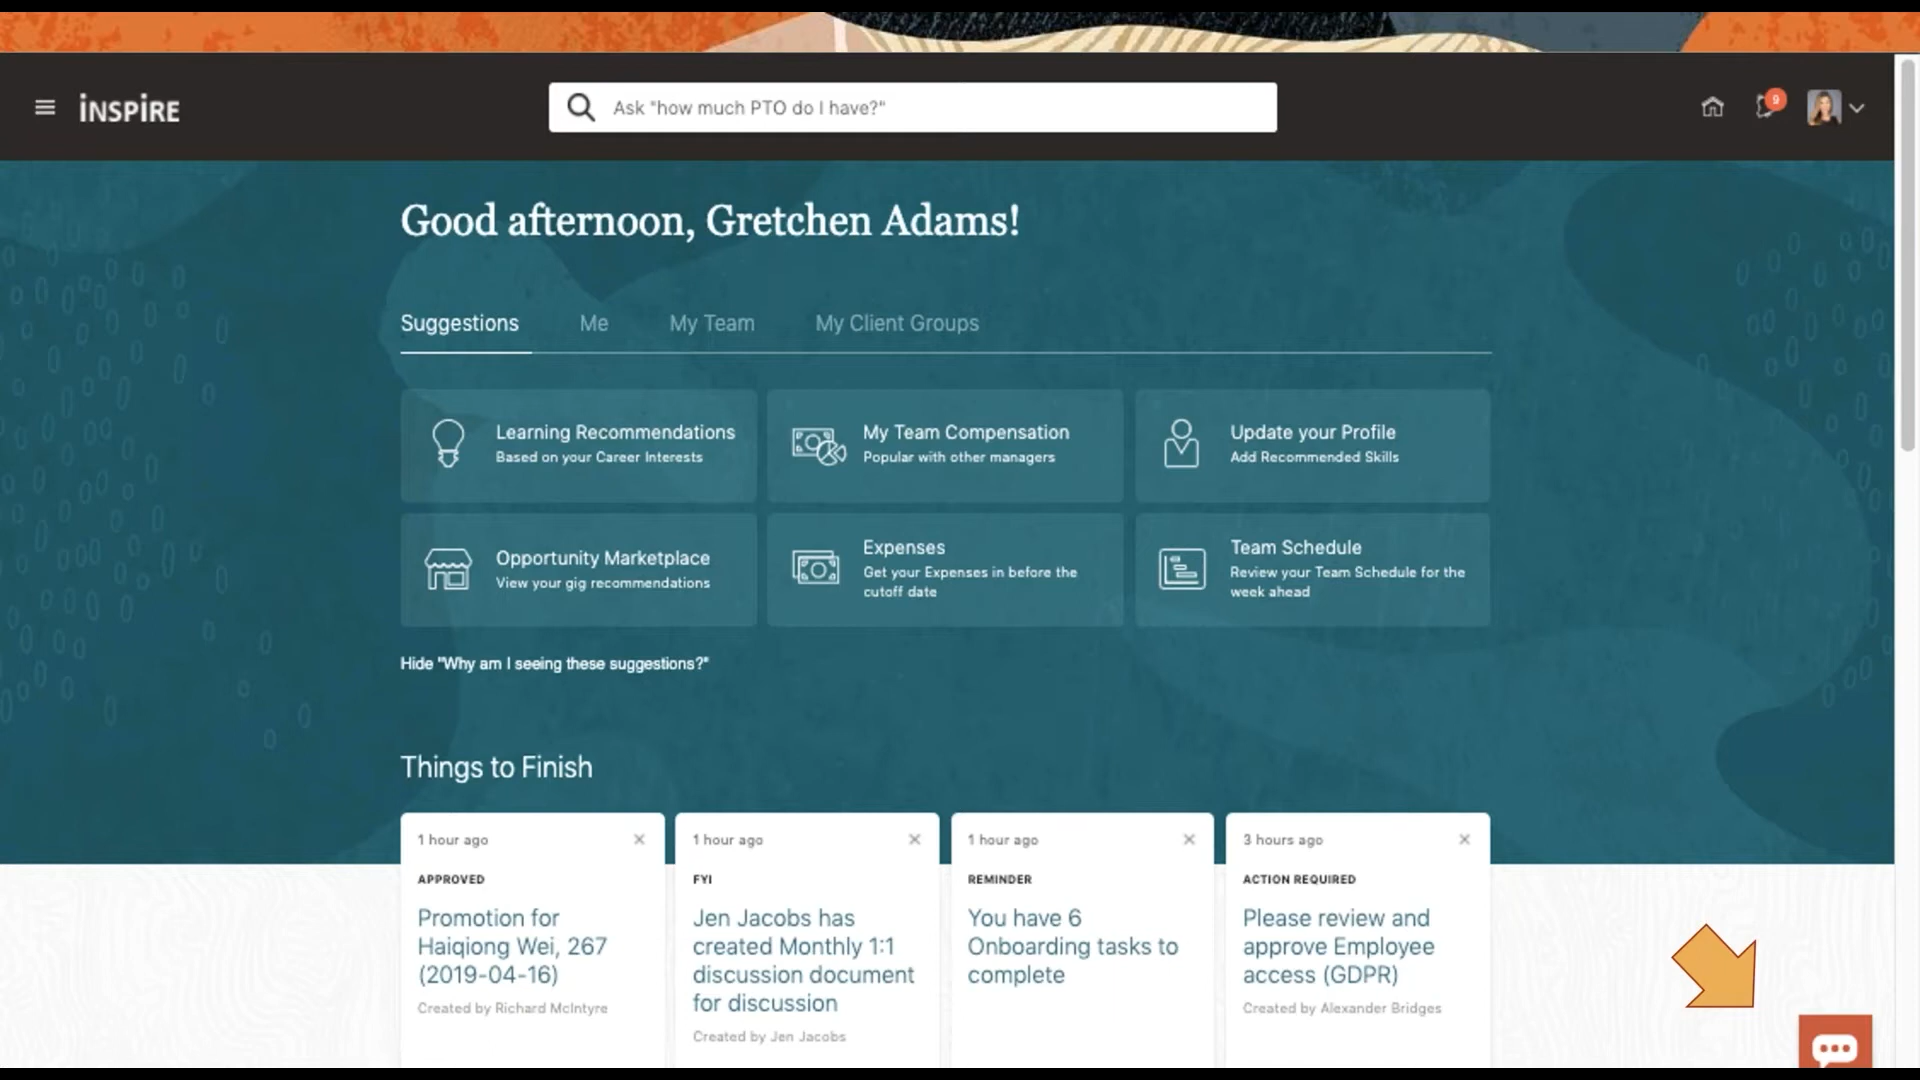 iNSPiRE
Ask "how much PTO do I have?"
9
Good afternoon, Gretchen Adams!
Suggestions
Me
My Team
My Client Groups
Learning Recommendations
Based on your Career Interests
My Team Compensation
Popular with other managers
Update your Profile
Add Recommended Skills
Opportunity Marketplace
View your gig recommendations
Expenses
Get your Expenses in before the
cutoff date
Team Schedule
Review your Team Schedule for the
week ahead
Hide "Why am I seeing these suggestions?"
Things to Finish
1 hour ago
APPROVED
Promotion for
Haiqiong Wei, 267
(2019-04-16)
Created by Richard McIntyre
1 hour ago
FYI
Jen Jacobs has
created Monthly 1:1
discussion document
for discussion
Created by Jen Jacobs
1 hour ago
REMINDER
You have 6
Onboarding tasks to
complete
3 hours ago
ACTION REQUIRED
Please review and
approve Employee
access (GDPR)
Created by Alexander Bridges